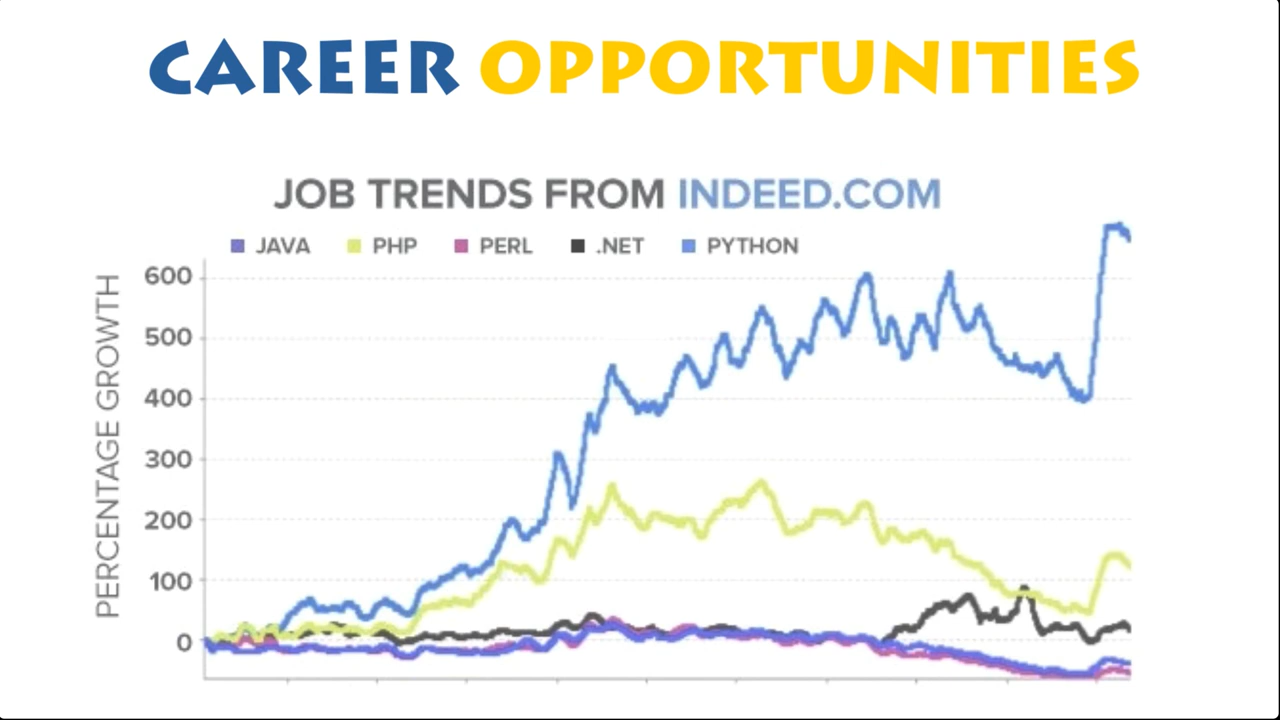 CAREER OPPORTUNITIES
JOB TRENDS FROM INDEED.COM
JAVA PHP PERL .NET PYTHON
PERCENTAGE GROWTH
600
500
400
300
200
100
0